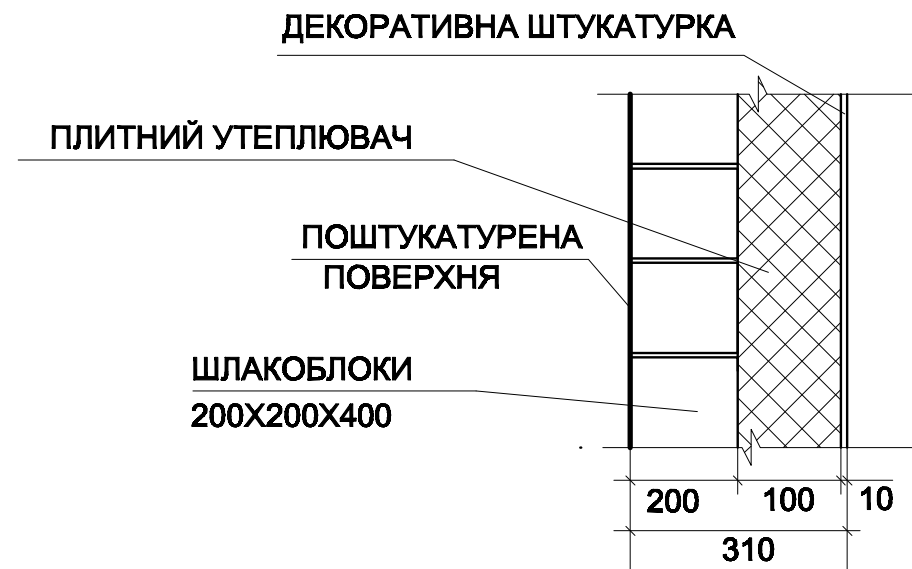 ДЕКОРАТИВНА ШТУКАТУРКА
ПЛИТНИЙ УТЕПЛЮВАЧ
ПОШТУКАТУРЕНА
ПОВЕРХНЯ
ШЛАКОБЛОКИ
200Х200Х400
200
100
10
310